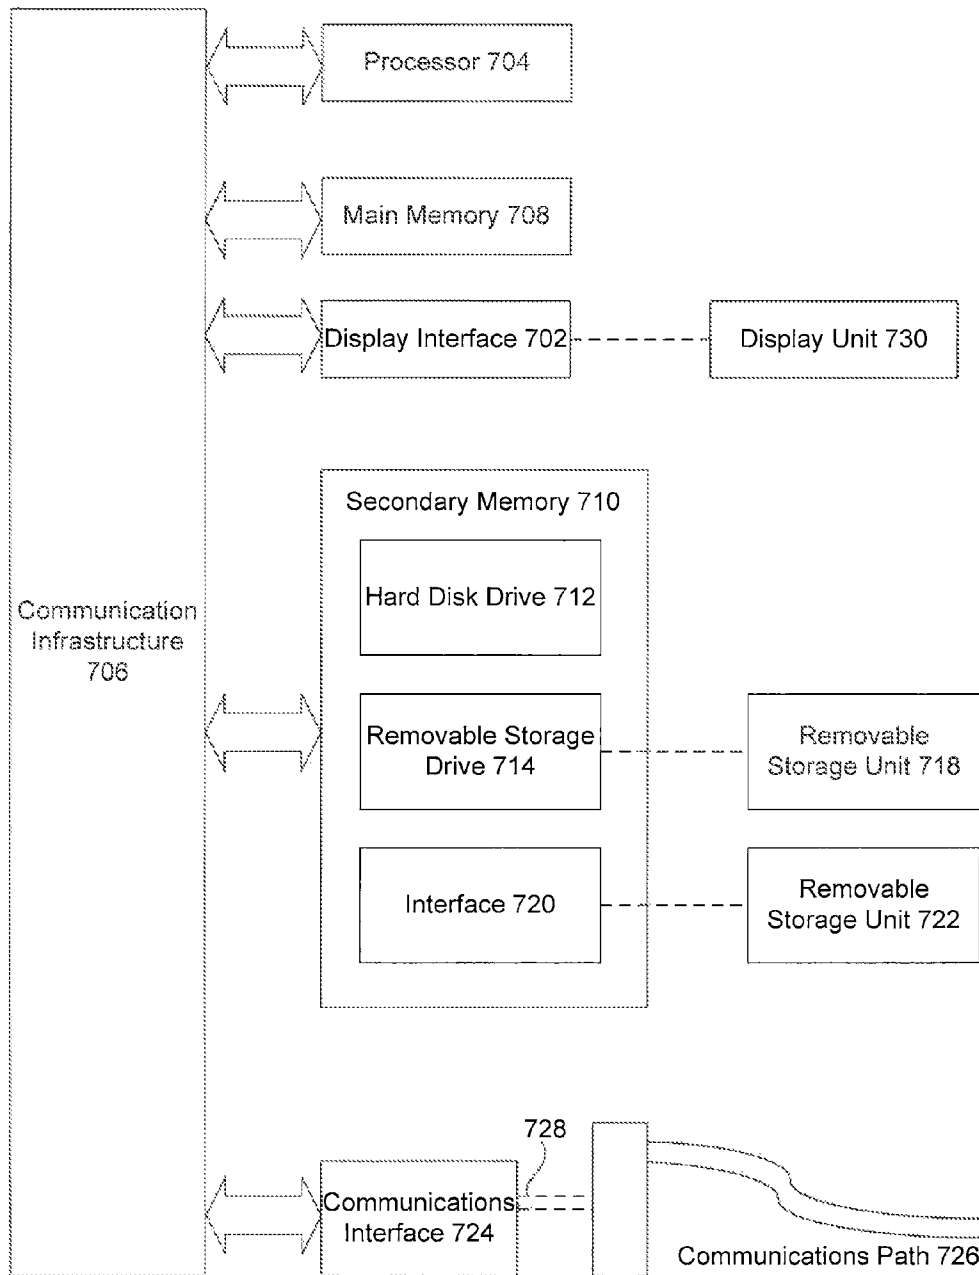 Processor 704
Main Memory 708
Display Interface 702
Display Unit 730
Secondary Memory 710
Hard Disk Drive 712
Communication
Infrastructure
706
Removable Storage
Drive 714
Removable
Storage Unit 718
Interface 720
Removable
Storage Unit 722
728
Communications
Interface 724
Communications Path 726